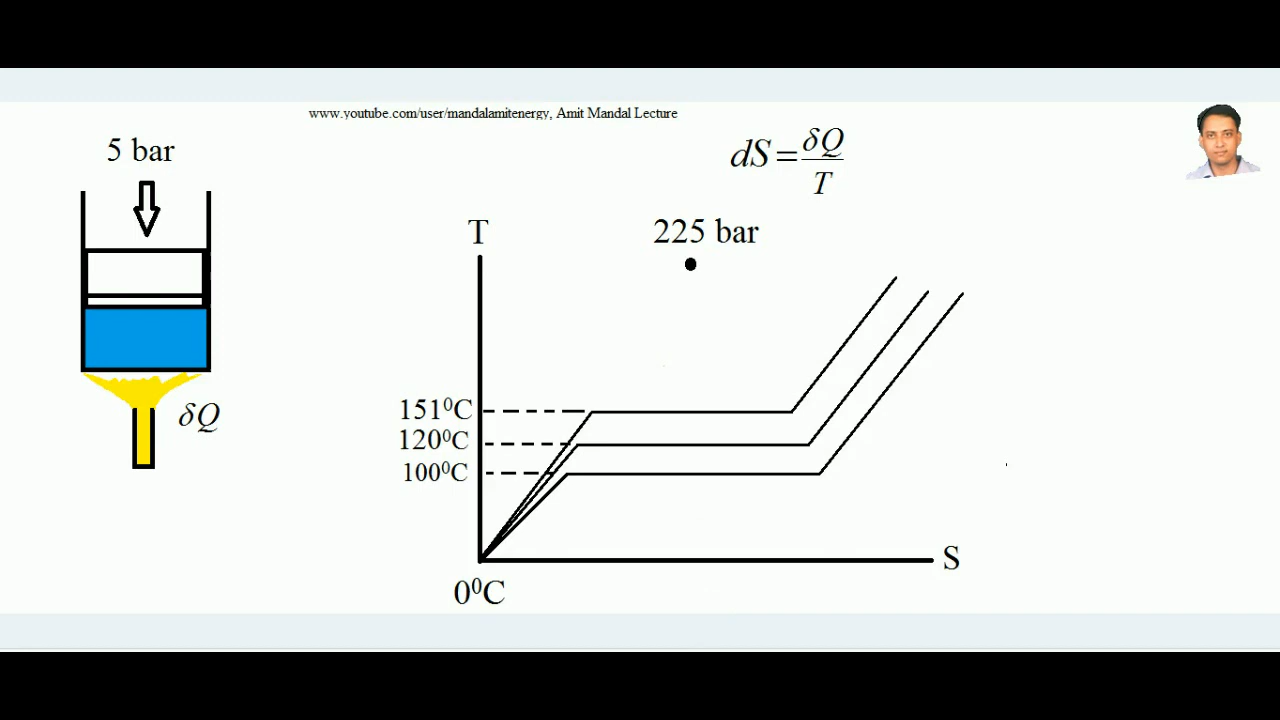 www.youtube.com/user/mandalamitenergy, Amit Mandal Lecture
5 bar
dS = δQ/T
T
225 bar
151⁰C
120⁰C
100⁰C
δQ
S
0⁰C